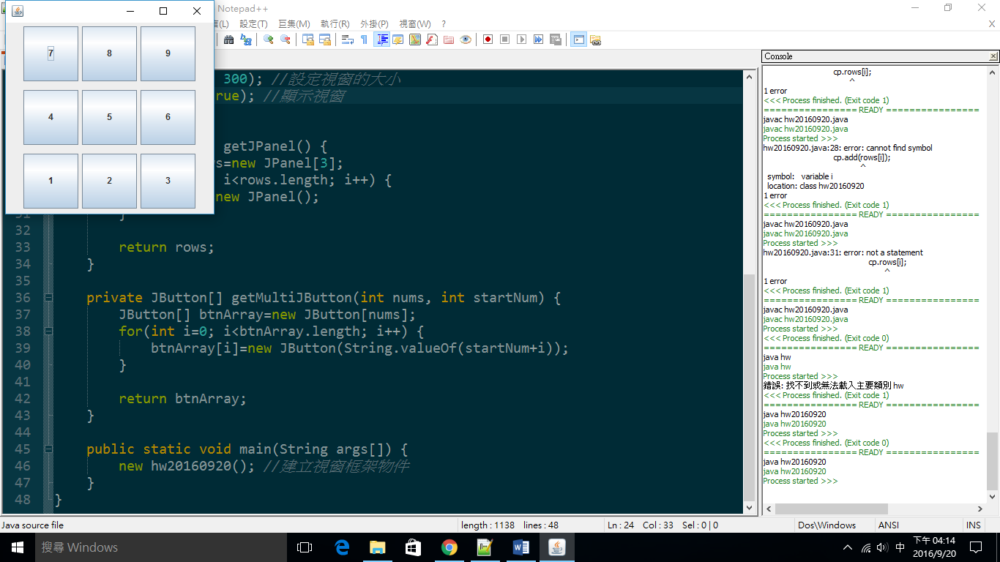 Notepad++
(L) 設定(T) 巨集(M) 執行(R) 外掛(P) 視窗(W) ? X
7 8 9
4 5 6
1 2 3
300); //設定視窗的大小
rue); //顯示視窗
getJPanel() {
s=new JPanel[3];
i<rows.length; i++) {
new JPanel();
31 }
32
33 return rows;
34 }
35
36 private JButton[] getMultiJButton(int nums, int startNum) {
37 JButton[] btnArray=new JButton[nums];
38 for(int i=0; i<btnArray.length; i++) {
39 btnArray[i]=new JButton(String.valueOf(startNum+i));
40 }
41
42 return btnArray;
43 }
44
45 public static void main(String args[]) {
46 new hw20160920(); //建立視窗框架物件
47 }
48 }
Console
cp.rows[i];
^
1 error
<<< Process finished. (Exit code 1)
================ READY ================
javac hw20160920.java
javac hw20160920.java
Process started >>>
hw20160920.java:28: error: cannot find symbol
cp.add(rows[i]);
^
symbol: variable i
location: class hw20160920
1 error
<<< Process finished. (Exit code 1)
================ READY ================
javac hw20160920.java
javac hw20160920.java
Process started >>>
hw20160920.java:31: error: not a statement
cp.rows[i];
^
1 error
<<< Process finished. (Exit code 1)
================ READY ================
javac hw20160920.java
javac hw20160920.java
Process started >>>
<<< Process finished. (Exit code 0)
================ READY ================
java hw
java hw
Process started >>>
錯誤: 找不到或無法載入主要類別 hw
<<< Process finished. (Exit code 1)
================ READY ================
java hw20160920
java hw20160920
Process started >>>
<<< Process finished. (Exit code 0)
================ READY ================
java hw20160920
java hw20160920
Process started >>>
Java source file length : 1138 lines : 48 Ln : 24 Col : 33 Sel : 0 | 0 Dos\Windows ANSI INS
搜尋 Windows
中
下午 04:14
2016/9/20